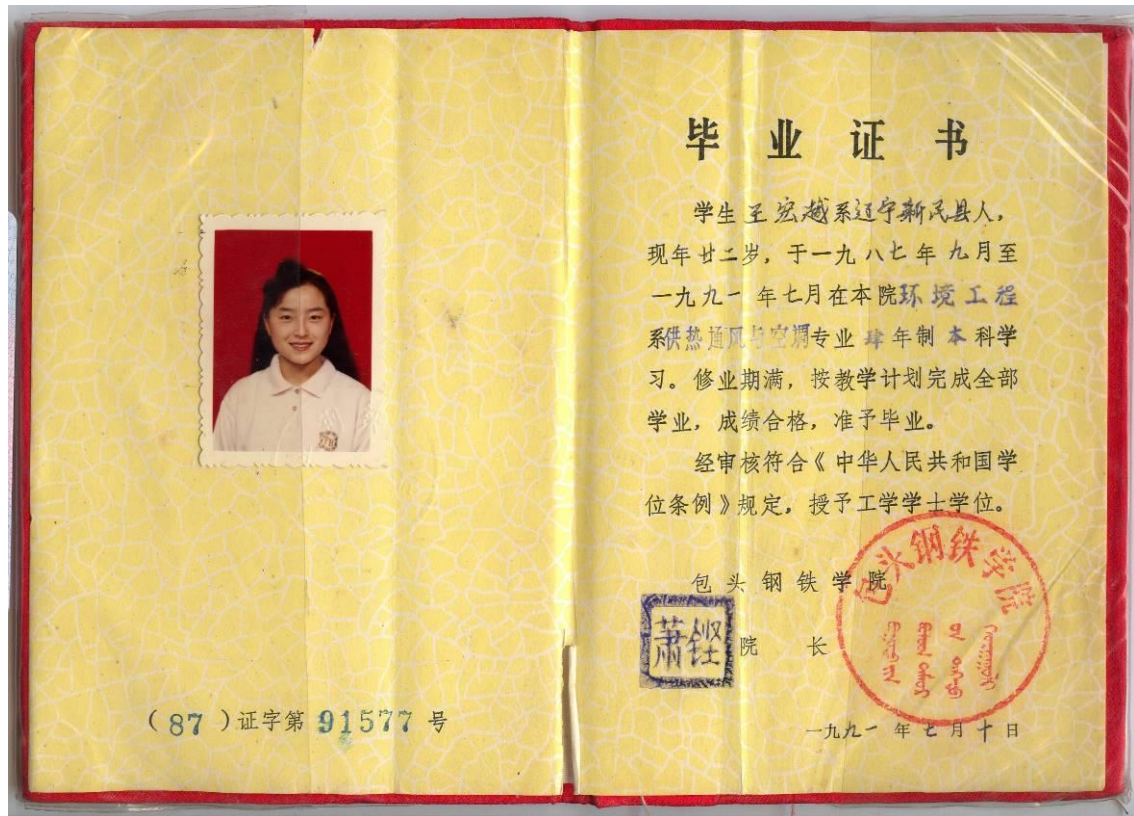 （87）证字第 91577 号
毕业证书
学生王宏越系辽宁新民县人，
现年廿二岁，于一九八七年九月至
一九九一年七月在本院环境工程
系供热通风与空调专业肆年制本科学
习。修业期满，按教学计划完成全部
学业，成绩合格，准予毕业。
经审核符合《中华人民共和国学
位条例》规定，授予工学学士学位。
包头钢铁学院
包头钢铁学院
萧铿
院长
一九九一年七月十日